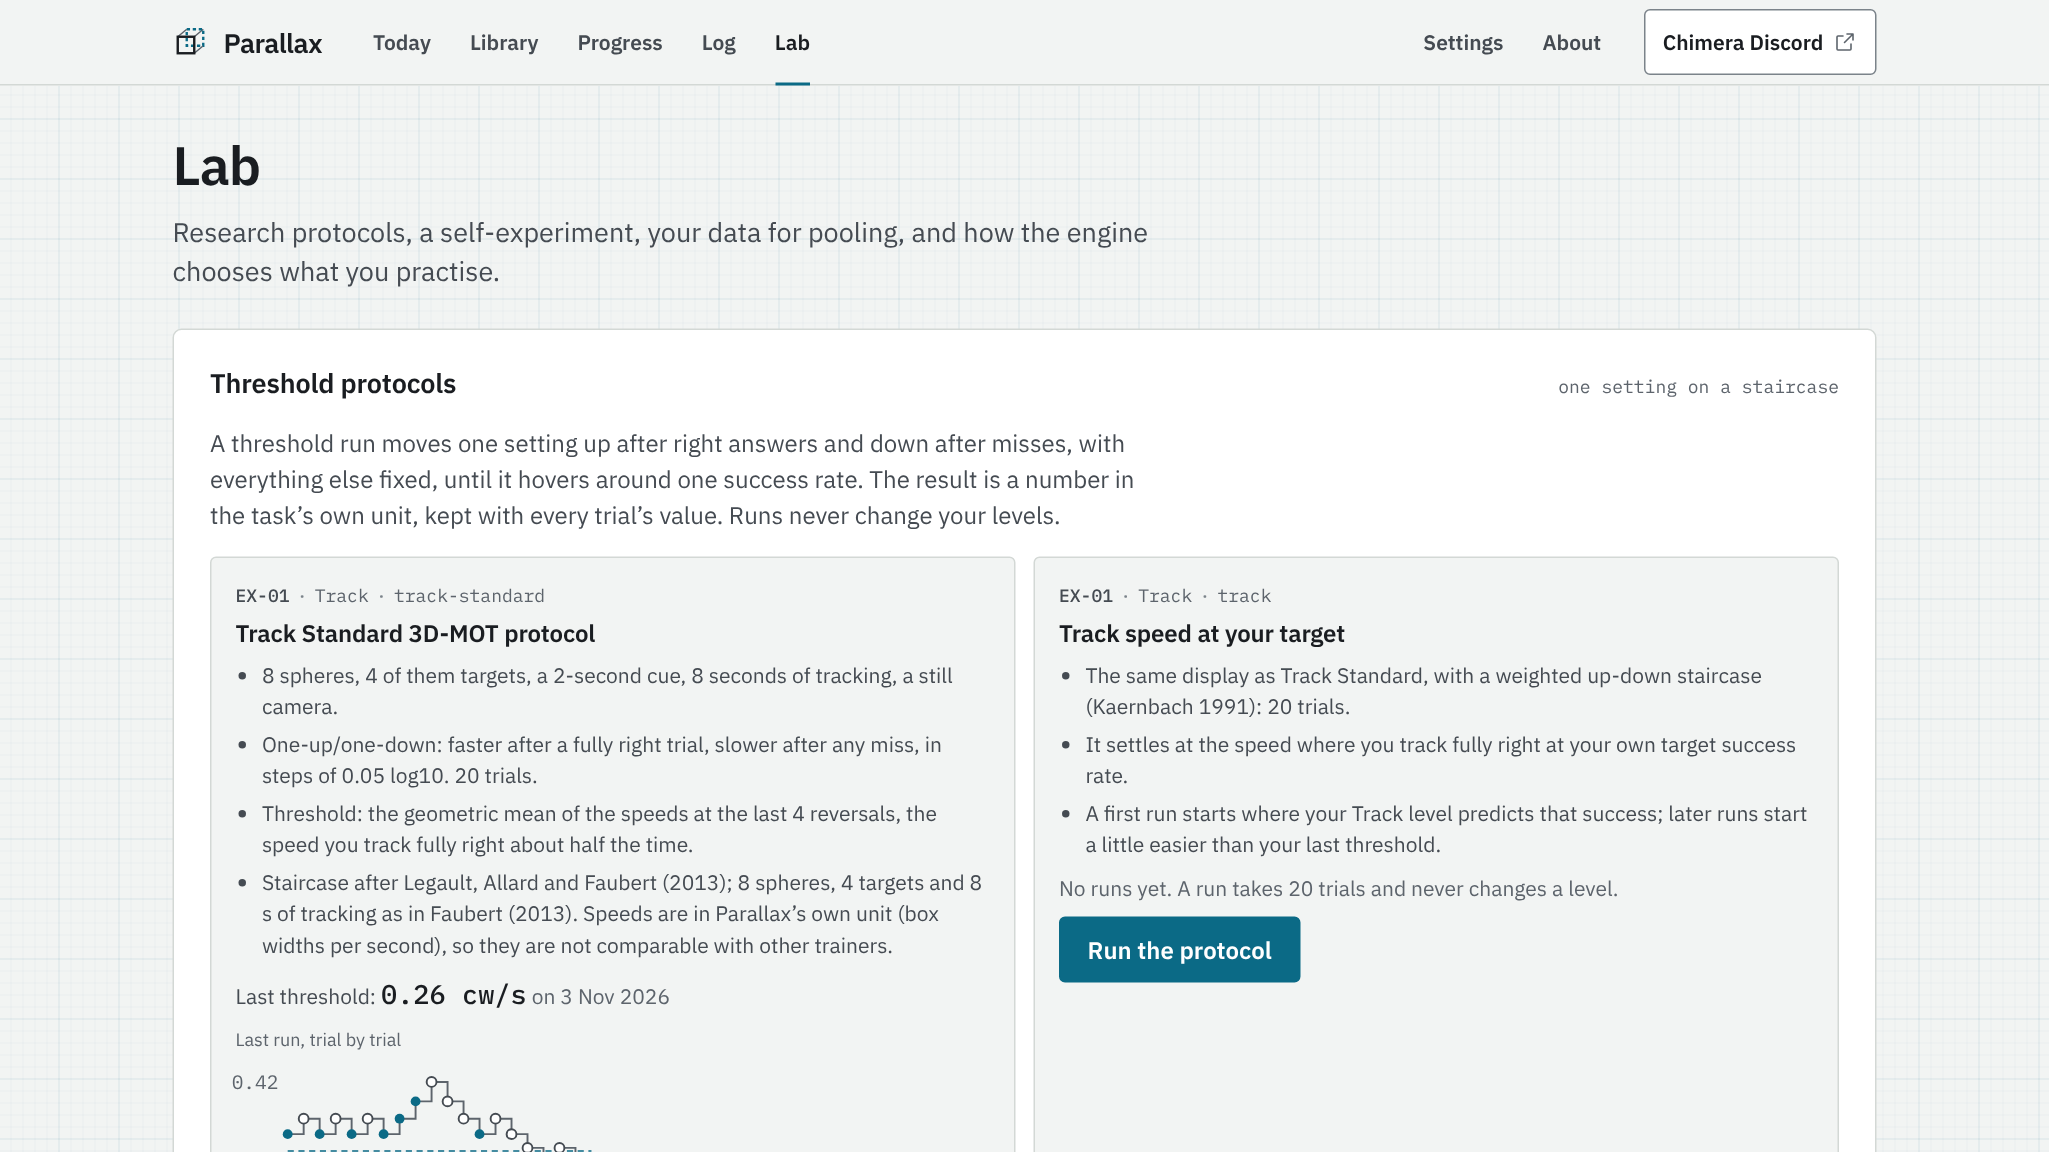 Parallax
Today
Library
Progress
Log
Lab
Settings
About
Chimera Discord
Lab
Research protocols, a self-experiment, your data for pooling, and how the engine
chooses what you practise.
Threshold protocols
one setting on a staircase
A threshold run moves one setting up after right answers and down after misses, with
everything else fixed, until it hovers around one success rate. The result is a number in
the task’s own unit, kept with every trial’s value. Runs never change your levels.
EX-01 · Track · track-standard
Track Standard 3D-MOT protocol
• 8 spheres, 4 of them targets, a 2-second cue, 8 seconds of tracking, a still
camera.
• One-up/one-down: faster after a fully right trial, slower after any miss, in
steps of 0.05 log10. 20 trials.
• Threshold: the geometric mean of the speeds at the last 4 reversals, the
speed you track fully right about half the time.
• Staircase after Legault, Allard and Faubert (2013); 8 spheres, 4 targets and 8
s of tracking as in Faubert (2013). Speeds are in Parallax’s own unit (box
widths per second), so they are not comparable with other trainers.
Last threshold: 0.26 cw/s on 3 Nov 2026
Last run, trial by trial
0.42
EX-01 · Track · track
Track speed at your target
• The same display as Track Standard, with a weighted up-down staircase
(Kaernbach 1991): 20 trials.
• It settles at the speed where you track fully right at your own target success
rate.
• A first run starts where your Track level predicts that success; later runs start
a little easier than your last threshold.
No runs yet. A run takes 20 trials and never changes a level.
Run the protocol